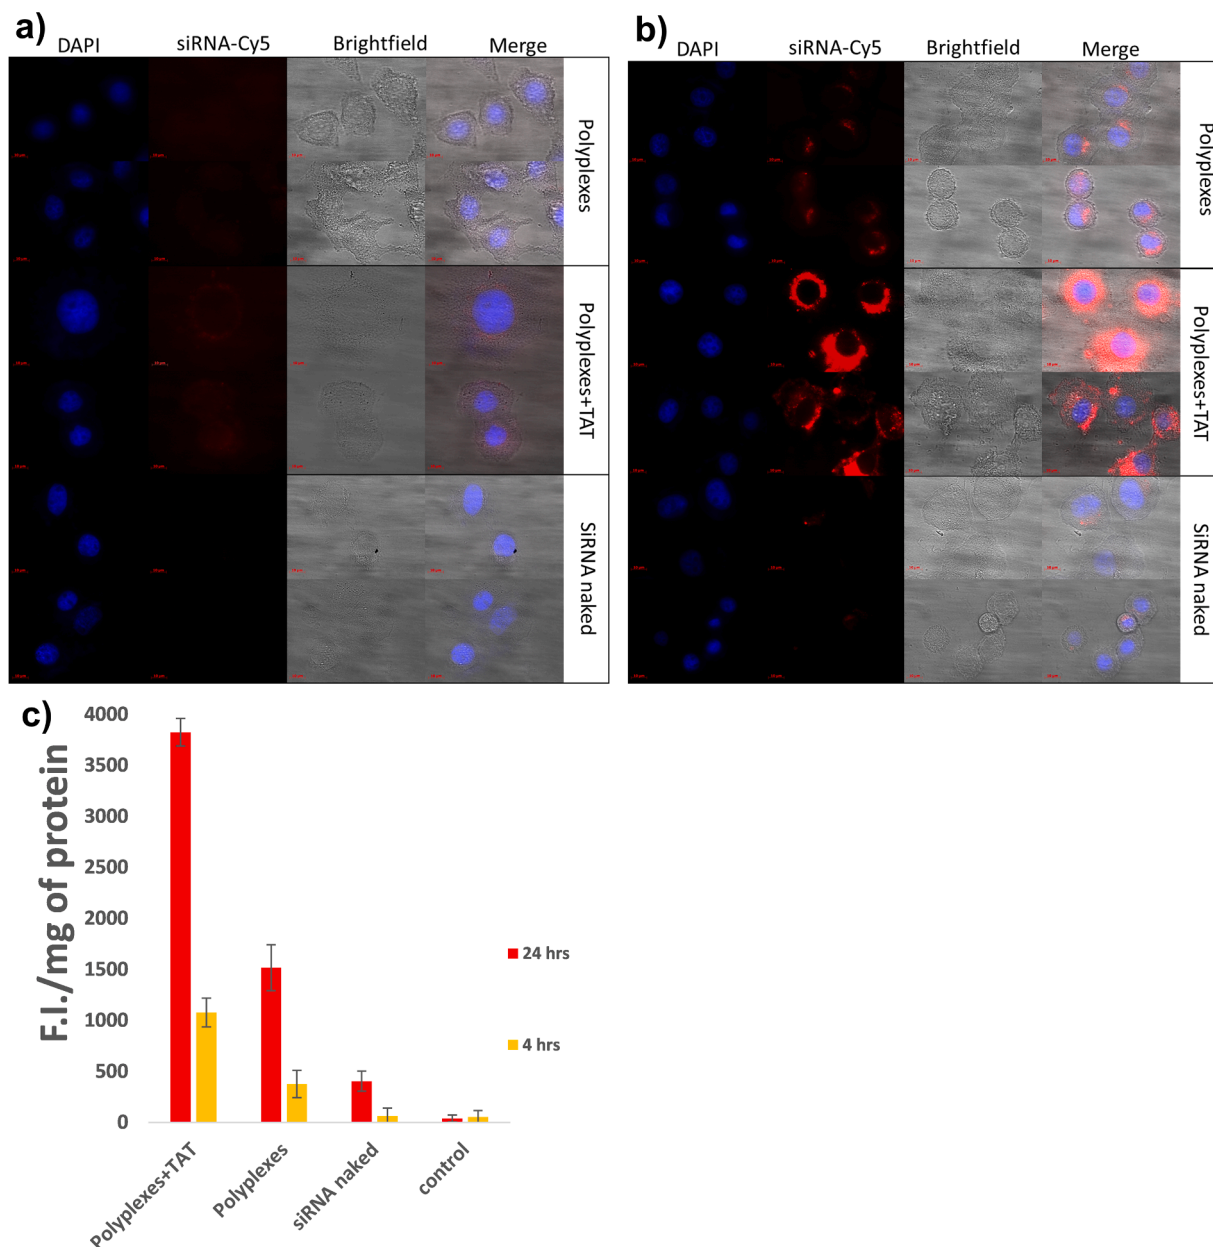 a)
DAPI siRNA-Cy5 Brightfield Merge
Polyplexes
Polyplexes+TAT
SiRNA naked
b)
DAPI siRNA-Cy5 Brightfield Merge
Polyplexes
Polyplexes+TAT
SiRNA naked
c)
F.I./mg of protein
4000
3500
3000
2500
2000
1500
1000
500
0
24 hrs
4 hrs
Polyplexes+TAT
Polyplexes
siRNA naked
control